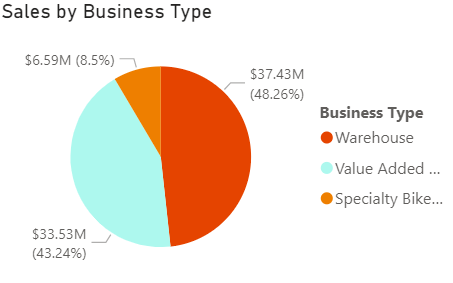 Sales by Business Type
$6.59M (8.5%)
$37.43M
(48.26%)
Business Type
Warehouse
Value Added ...
Specialty Bike...
$33.53M
(43.24%)